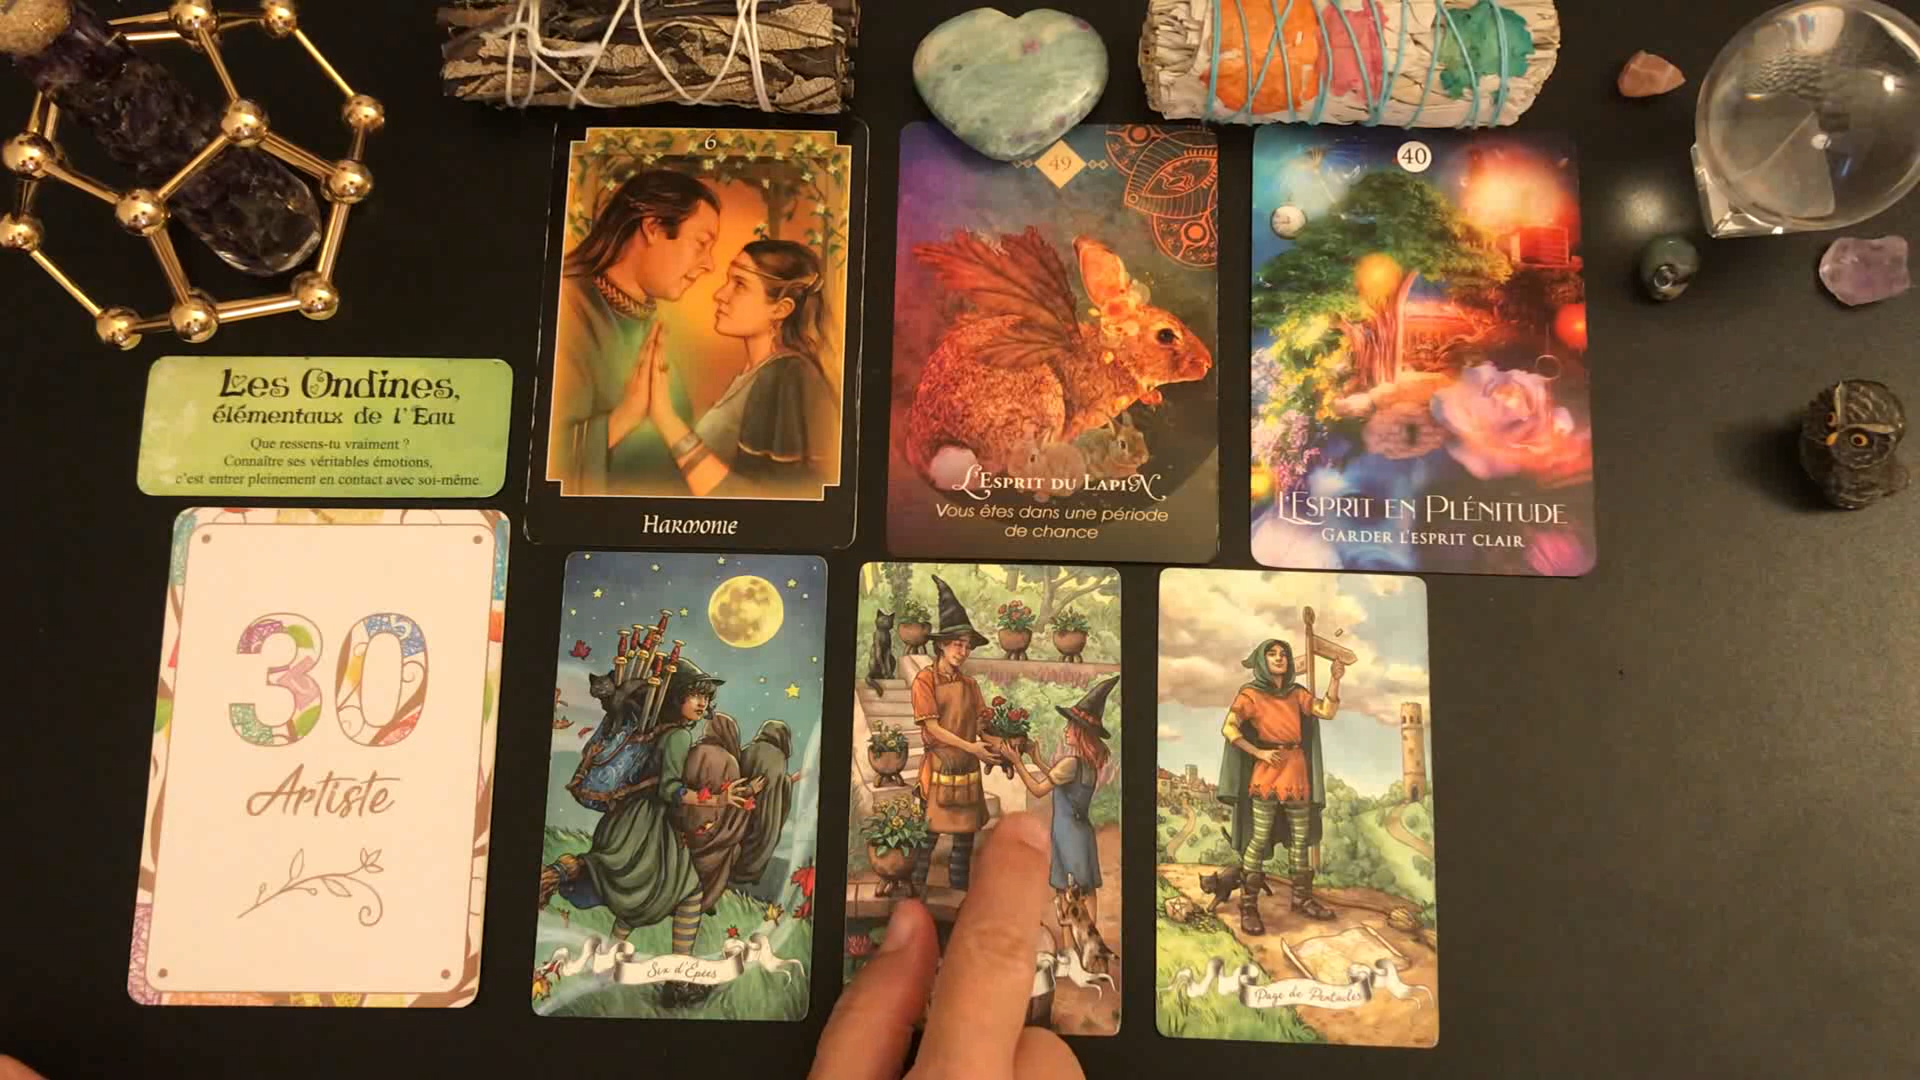 Les Ondines,
élémentaux de l'Eau
Que ressens-tu vraiment ?
Connaître ses véritables émotions,
c'est entrer pleinement en contact avec soi-même.
30
Artiste
6
Harmonie
49
L'Esprit du Lapin
Vous êtes dans une période
de chance
40
L'Esprit en Plénitude
Garder l'esprit clair
Six d'Épées
Page de Pentacles